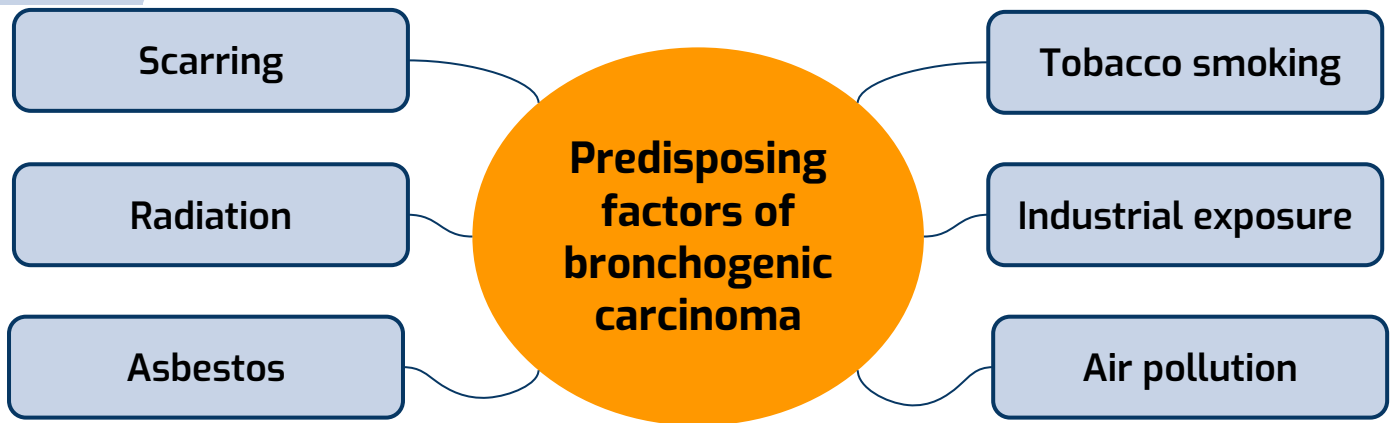 Scarring
Radiation
Asbestos
Predisposing
factors of
bronchogenic
carcinoma
Tobacco smoking
Industrial exposure
Air pollution